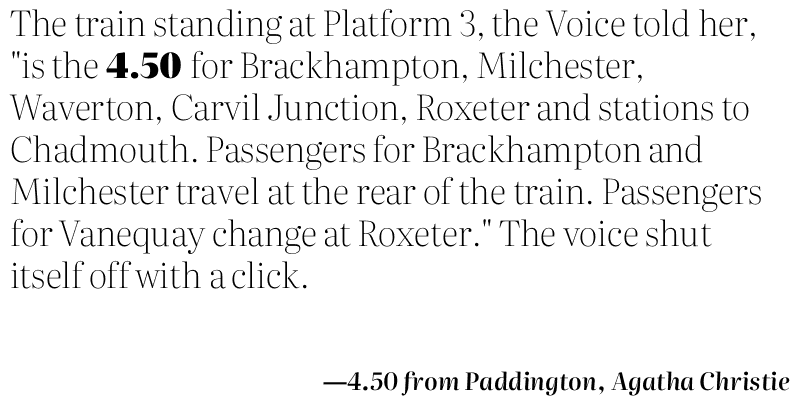 The train standing at Platform 3, the Voice told her,
"is the 4.50 for Brackhampton, Milchester,
Waverton, Carvil Junction, Roxeter and stations to
Chadmouth. Passengers for Brackhampton and
Milchester travel at the rear of the train. Passengers
for Vanequay change at Roxeter." The voice shut
itself off with a click.
—4.50 from Paddington, Agatha Christie